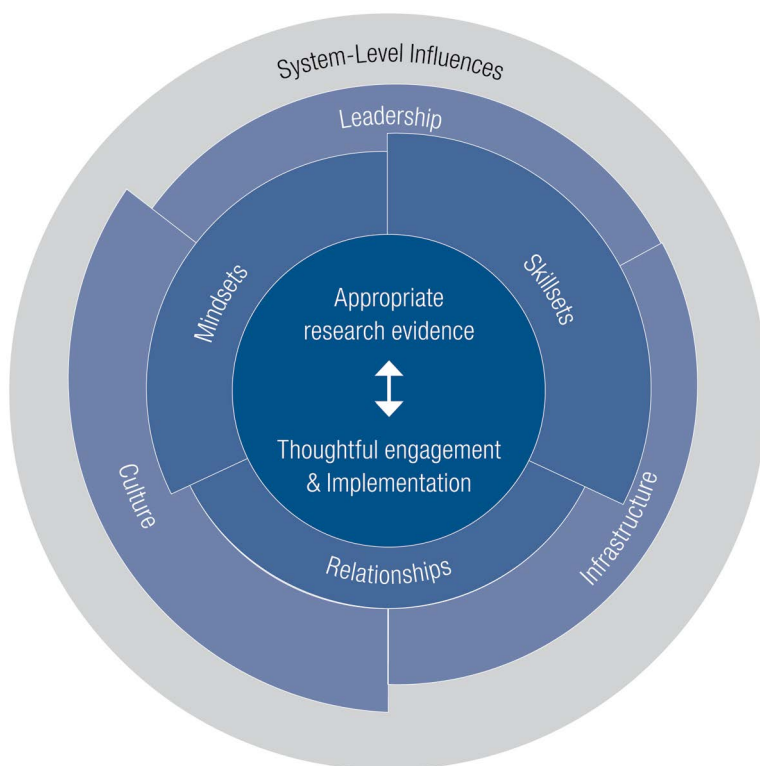 System-Level Influences
Leadership
Mindsets
Skillsets
Appropriate
research evidence
Thoughtful engagement
& Implementation
Culture
Relationships
Infrastructure